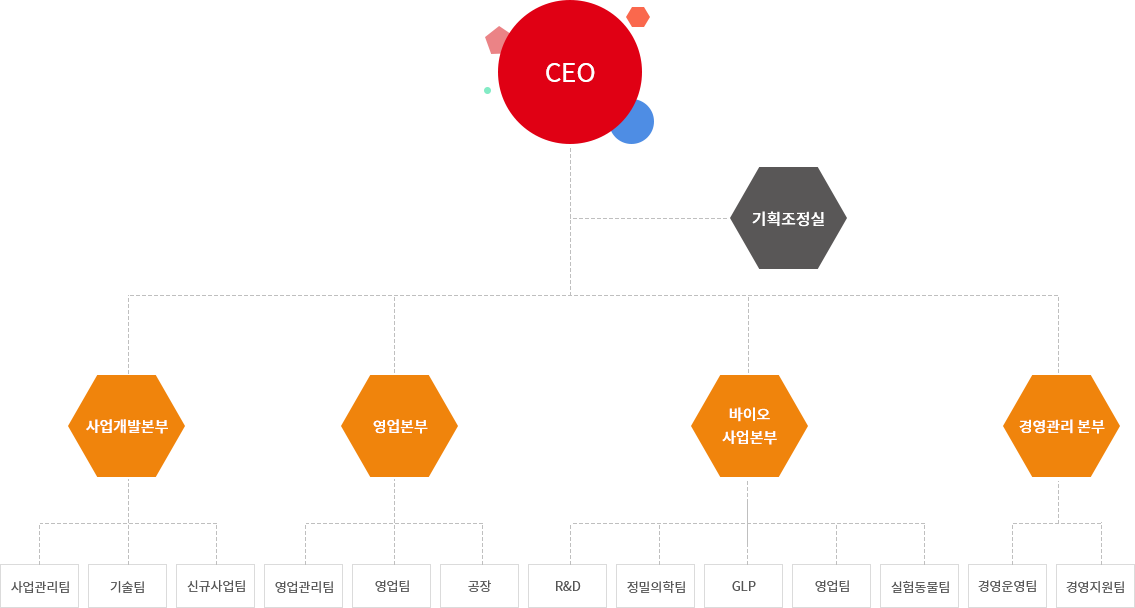 CEO
기획조정실
사업개발본부
영업본부
바이오
사업본부
경영관리 본부
사업관리팀
기술팀
신규사업팀
영업관리팀
영업팀
공장
R&D
정밀의학팀
GLP
영업팀
실험동물팀
경영운영팀
경영지원팀